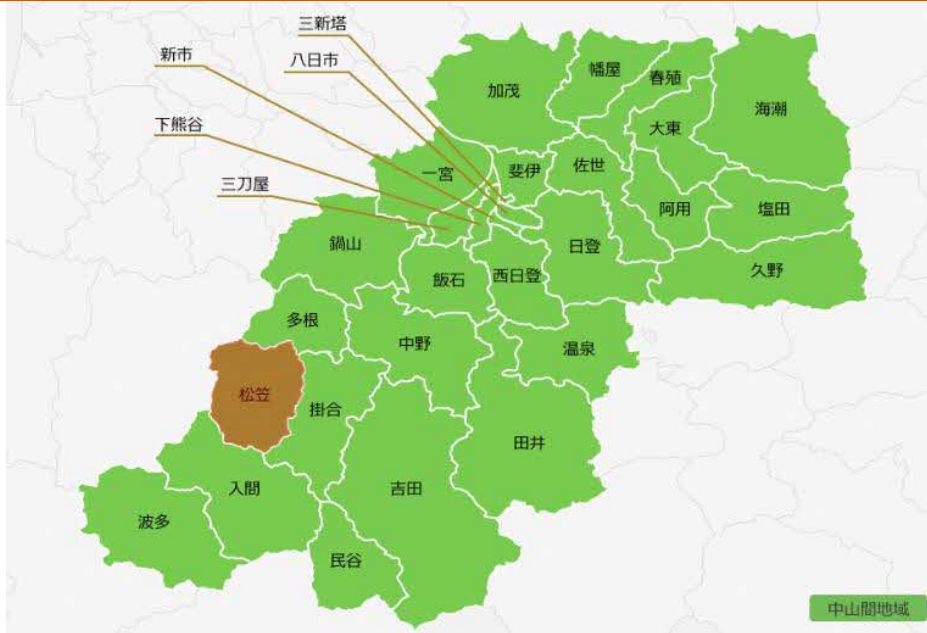 三新塔
新市
八日市
幡屋
春殖
加茂
海潮
下熊谷
大東
一宮
斐伊
佐世
三刀屋
阿用
塩田
鍋山
日登
久野
飯石
西日登
多根
中野
温泉
松笠
掛合
田井
入間
吉田
波多
民谷
中山間地域